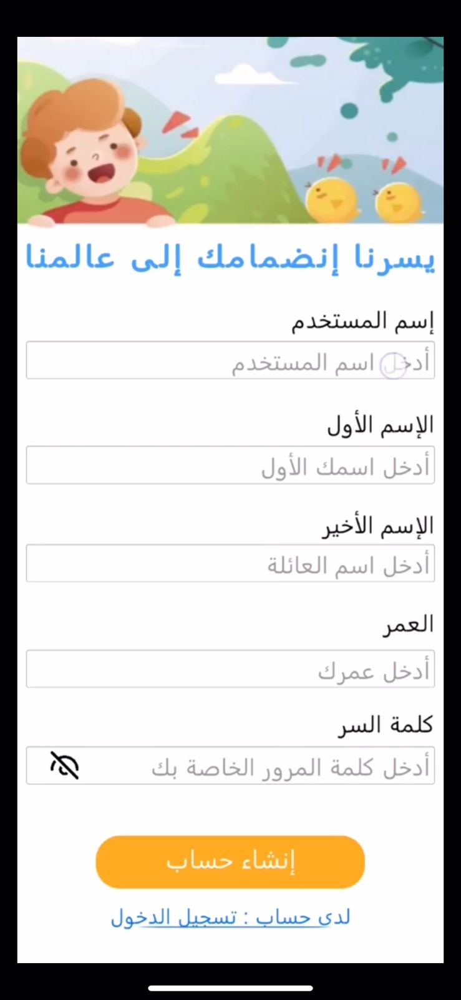 يسرنا إنضمامك إلى عالمنا
إسم المستخدم
أدخل اسم المستخدم
الإسم الأول
أدخل اسمك الأول
الإسم الأخير
أدخل اسم العائلة
العمر
أدخل عمرك
كلمة السر
أدخل كلمة المرور الخاصة بك
إنشاء حساب
لدى حساب : تسجيل الدخول